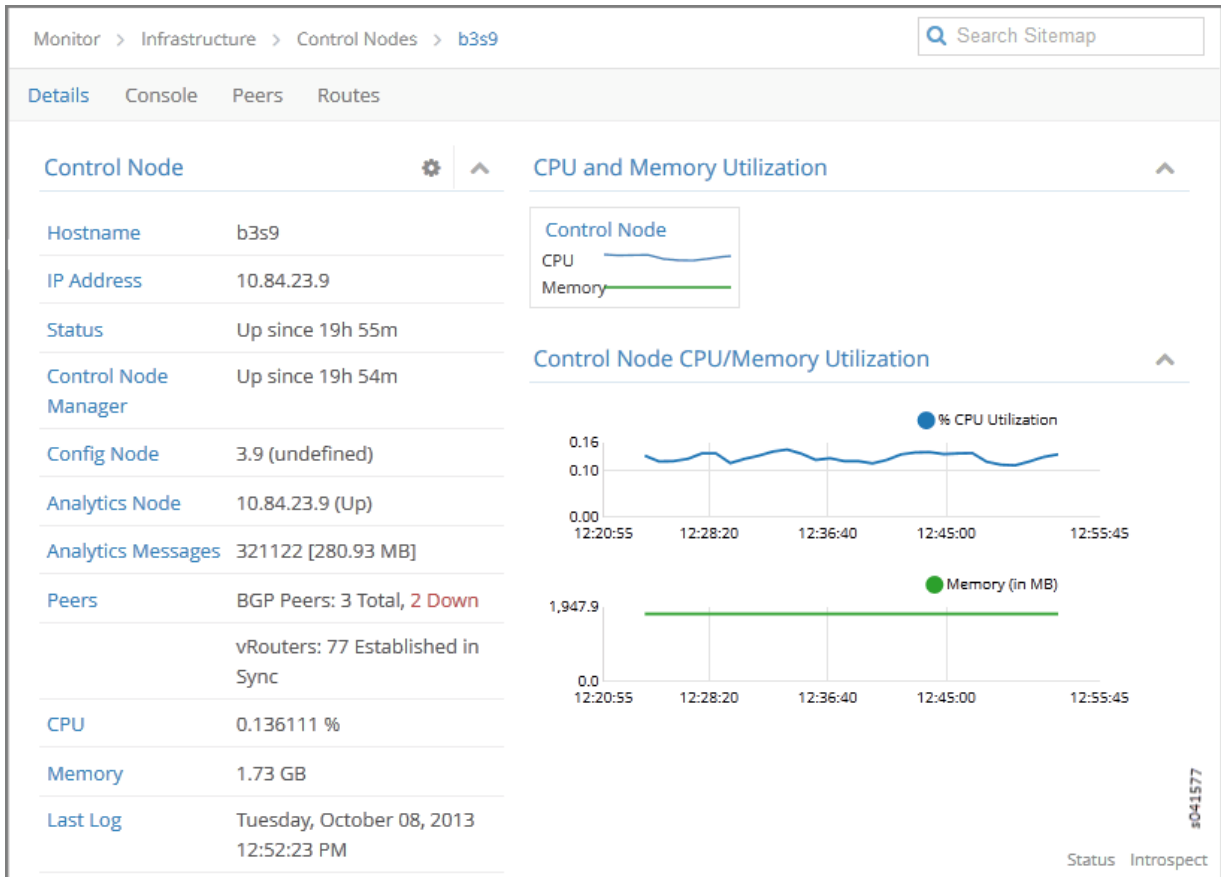 Monitor > Infrastructure > Control Nodes > b3s9
Search Sitemap
Details Console Peers Routes
Control Node
Hostname b3s9
IP Address 10.84.23.9
Status Up since 19h 55m
Control Node Up since 19h 54m
Manager
Config Node 3.9 (undefined)
Analytics Node 10.84.23.9 (Up)
Analytics Messages 321122 [280.93 MB]
Peers BGP Peers: 3 Total, 2 Down
vRouters: 77 Established in
Sync
CPU 0.136111 %
Memory 1.73 GB
Last Log Tuesday, October 08, 2013
12:52:23 PM
CPU and Memory Utilization
Control Node
CPU
Memory
Control Node CPU/Memory Utilization
% CPU Utilization
0.16
0.10
0.00
12:20:55 12:28:20 12:36:40 12:45:00 12:55:45
Memory (in MB)
1,947.9
0.0
12:20:55 12:28:20 12:36:40 12:45:00 12:55:45
s041577
Status Introspect